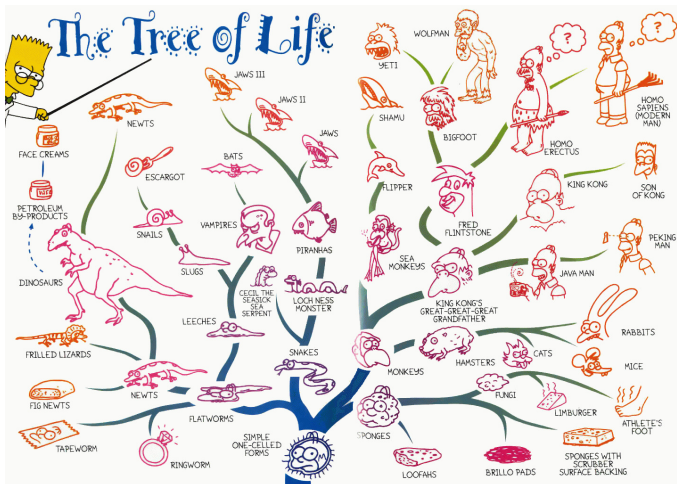 The Tree of Life
YETI
WOLFMAN
?
?
JAWS III
JAWS II
JAWS
SHAMU
BIGFOOT
HOMO
ERECTUS
HOMO
SAPIENS
(MODERN
MAN)
NEWTS
FACE CREAMS
ESCARGOT
BATS
FLIPPER
FRED
FLINTSTONE
KING KONG
SON
OF KONG
PETROLEUM
BY-PRODUCTS
SNAILS
VAMPIRES
PIRANHAS
SEA
MONKEYS
PEKING
MAN
DINOSAURS
SLUGS
CECIL THE
SEASICK
SEA
SERPENT
LOCH NESS
MONSTER
KING KONG'S
GREAT-GREAT-GREAT
GRANDFATHER
JAVA MAN
FRILLED LIZARDS
LEECHES
SNAKES
MONKEYS
HAMSTERS
CATS
RABBITS
MICE
FIG NEWTS
NEWTS
FLATWORMS
FUNGI
LIMBURGER
ATHLETE'S
FOOT
TAPEWORM
RINGWORM
SIMPLE
ONE-CELLED
FORMS
SPONGES
LOOFAHS
BRILLO PADS
SPONGES WITH
SCRUBBER
SURFACE BACKING